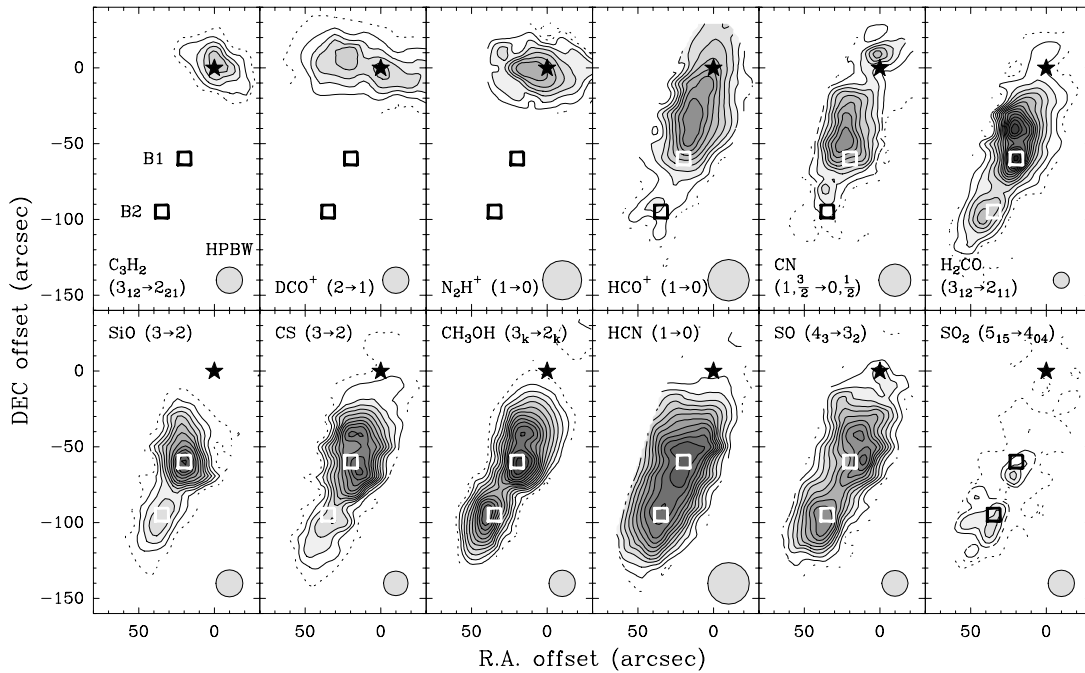 0
−50
−100
−150
B1
B2
HPBW
C₃H₂
(3₁₂→2₂₁)
DCO⁺ (2→1)
N₂H⁺ (1→0)
HCO⁺ (1→0)
CN
(1,3/2→0,1/2)
H₂CO
(3₁₂→2₁₁)
DEC offset (arcsec)
0
−50
−100
−150
SiO (3→2)
CS (3→2)
CH₃OH (3ₖ→2ₖ)
HCN (1→0)
SO (4₃→3₂)
SO₂ (5₁₅→4₀₄)
50 0 50 0 50 0 50 0 50 0 50 0
R.A. offset (arcsec)